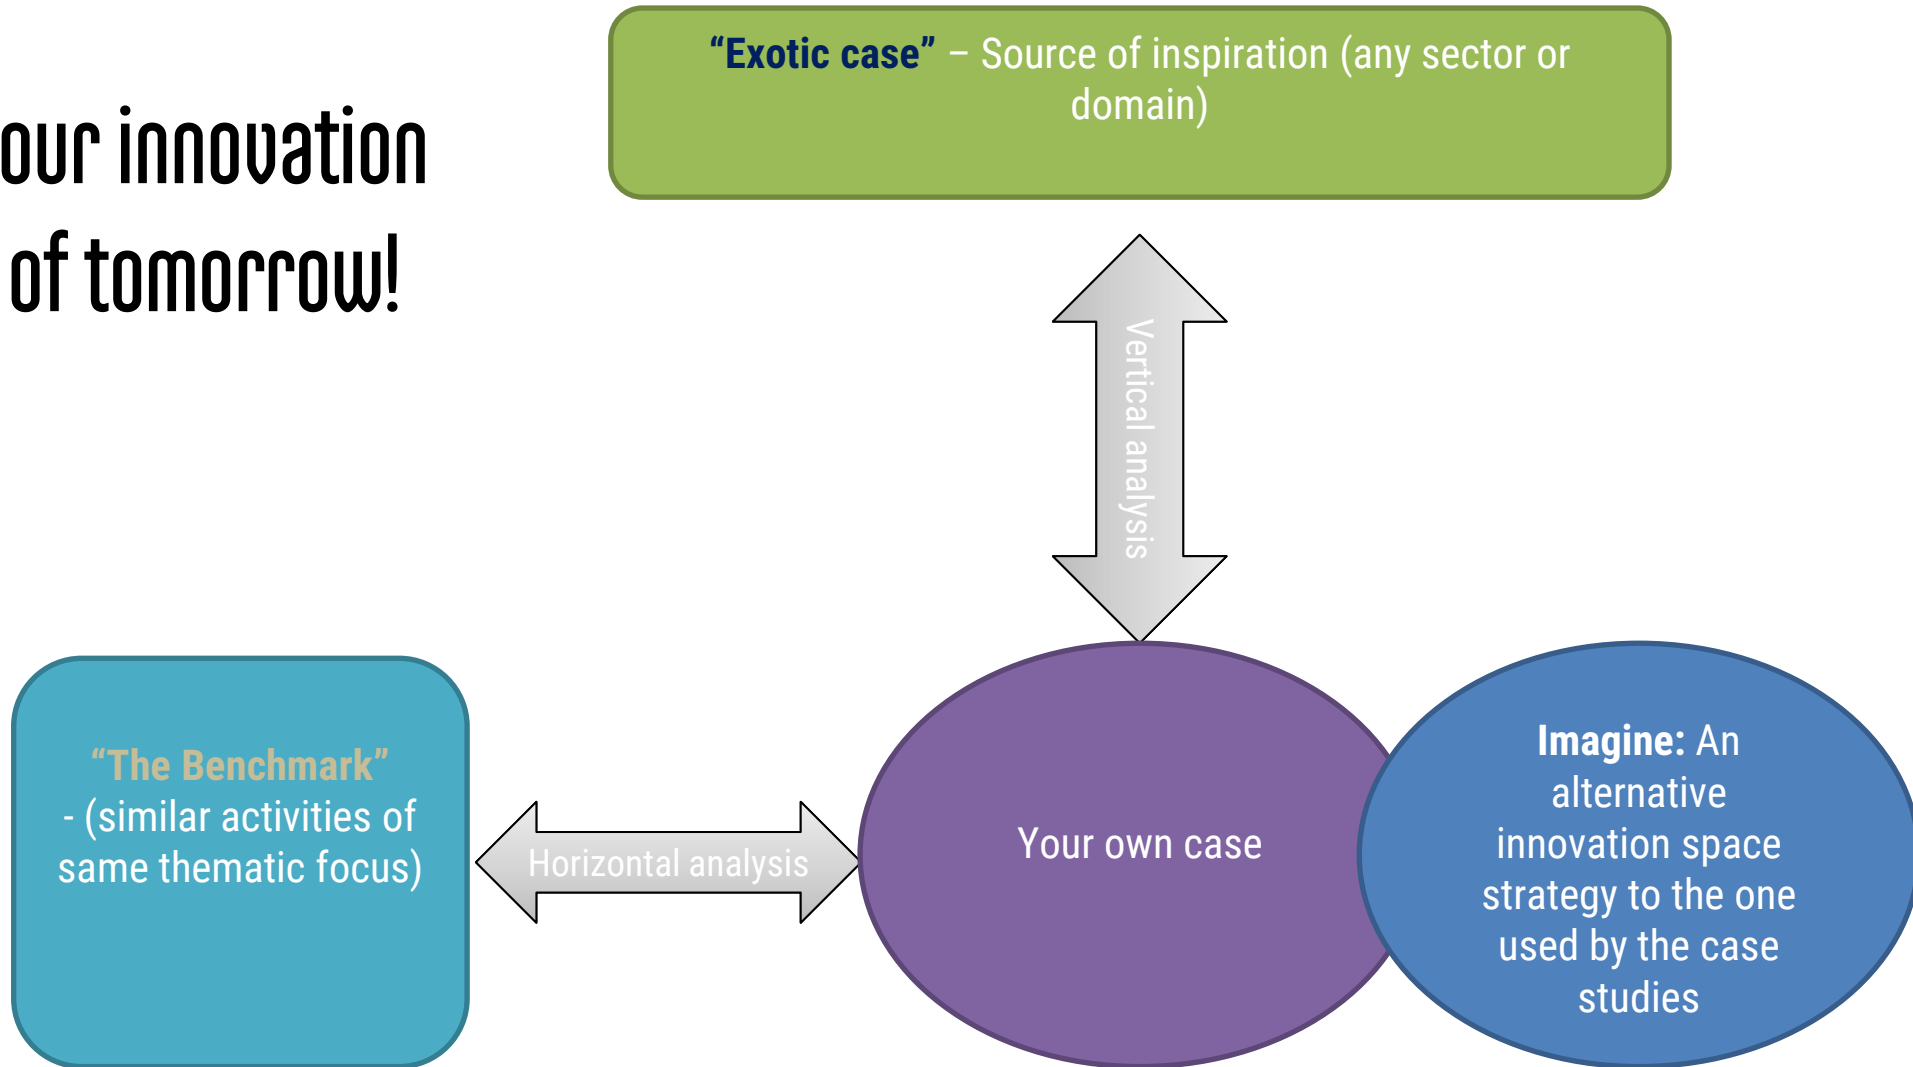 our innovation
of tomorrow!
“Exotic case” – Source of inspiration (any sector or
domain)
Vertical analysis
“The Benchmark”
- (similar activities of
same thematic focus)
Horizontal analysis
Your own case
Imagine: An
alternative
innovation space
strategy to the one
used by the case
studies